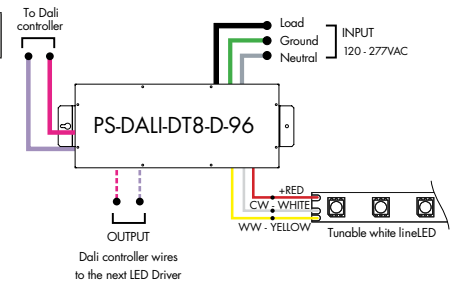 To Dali
controller
Load
Ground
Neutral
INPUT
120 - 277VAC
PS-DALI-DT8-D-96
+RED
CW - WHITE
WW - YELLOW
Tunable white lineLED
OUTPUT
Dali controller wires
to the next LED Driver